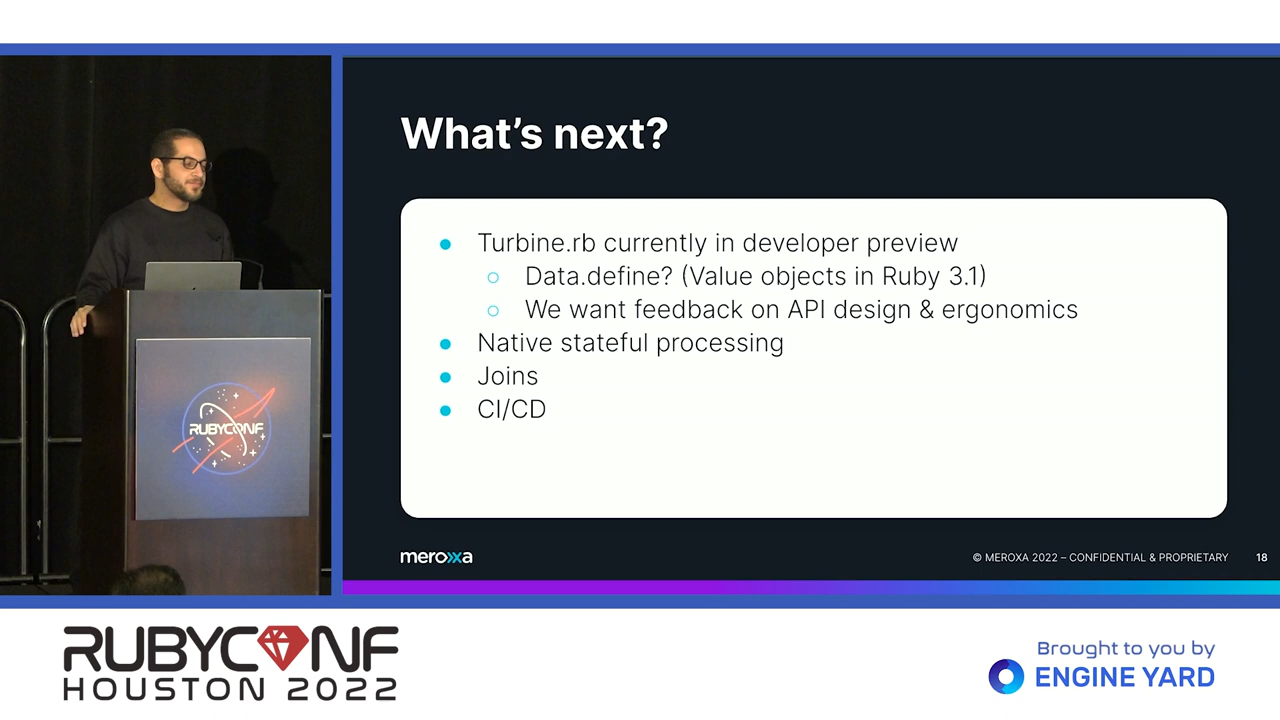 What's next?
Turbine.rb currently in developer preview
Data.define? (Value objects in Ruby 3.1)
We want feedback on API design & ergonomics
Native stateful processing
Joins
CI/CD
meroxa
© MEROXA 2022 – CONFIDENTIAL & PROPRIETARY 18
RUBYCONF
RUBYCONF
HOUSTON 2022
Brought to you by
ENGINE YARD